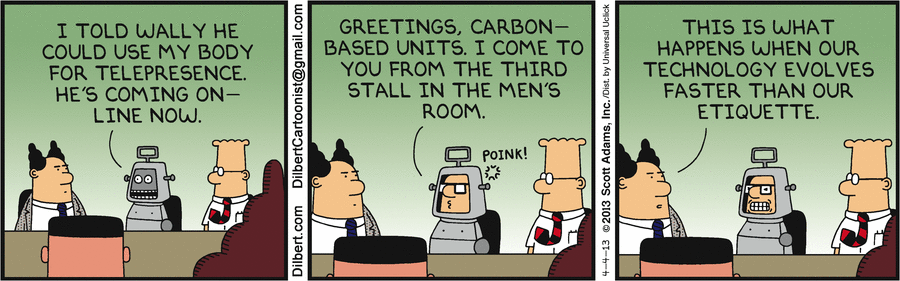 I TOLD WALLY HE
COULD USE MY BODY
FOR TELEPRESENCE.
HE'S COMING ON-
LINE NOW.
Dilbert.com DilbertCartoonist@gmail.com
GREETINGS, CARBON-
BASED UNITS. I COME TO
YOU FROM THE THIRD
STALL IN THE MEN'S
ROOM.
POINK!
4-4-13 © 2013 Scott Adams, Inc. /Dist. by Universal Uclick
THIS IS WHAT
HAPPENS WHEN OUR
TECHNOLOGY EVOLVES
FASTER THAN OUR
ETIQUETTE.